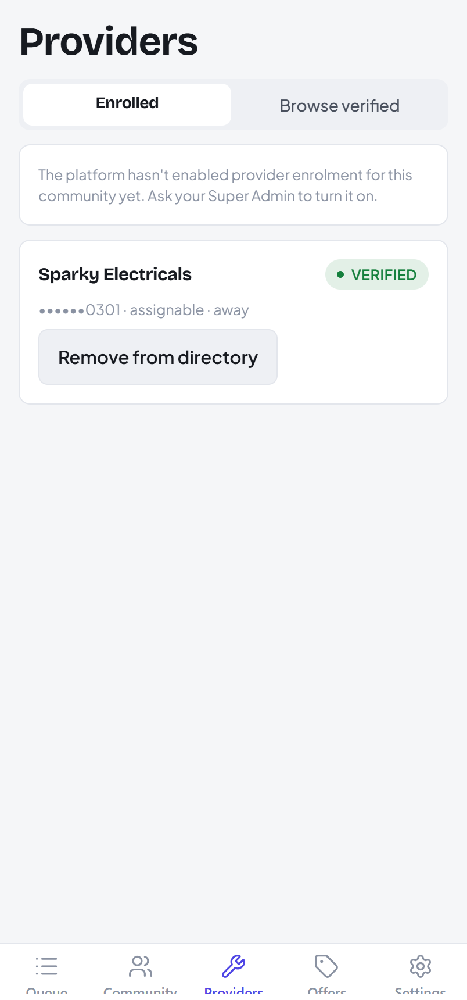 Providers
Enrolled
Browse verified
The platform hasn't enabled provider enrolment for this
community yet. Ask your Super Admin to turn it on.
Sparky Electricals
VERIFIED
••••••0301 · assignable · away
Remove from directory
Queue
Community
Providers
Offers
Settings